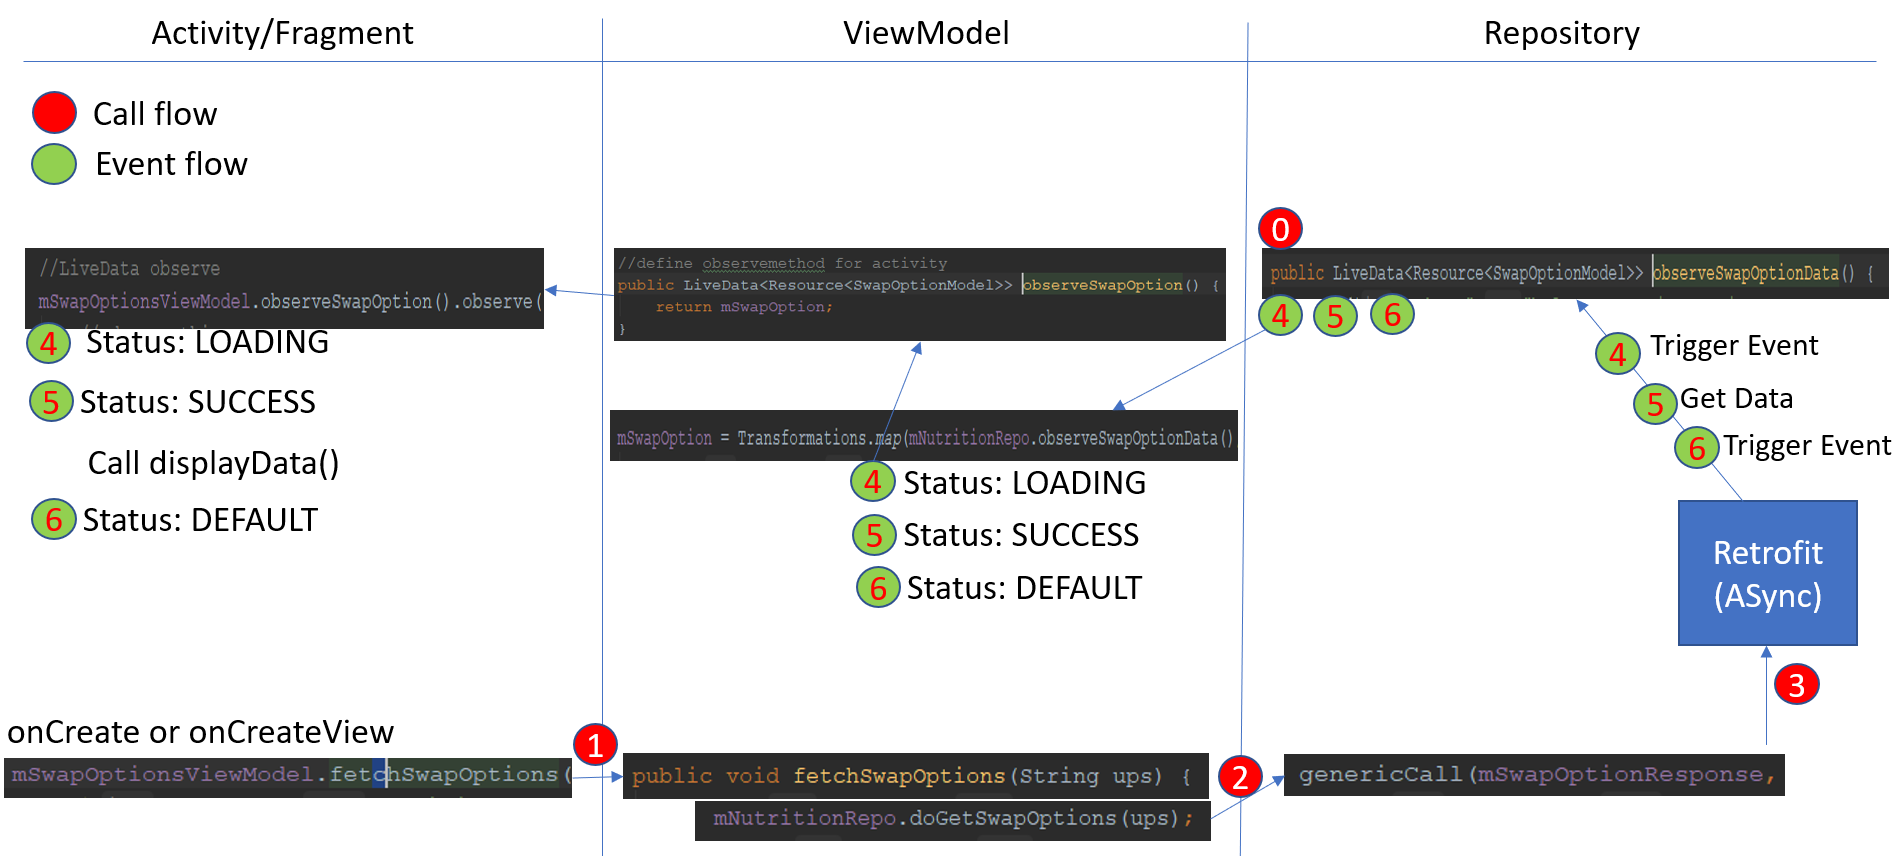 Activity/Fragment
ViewModel
Repository
Call flow
Event flow
0
//LiveData observe
mSwapOptionsViewModel.observeSwapOption().observe(
//define observemethod for activity
public LiveData<Resource<SwapOptionModel>> observeSwapOption() {
return mSwapOption;
}
public LiveData<Resource<SwapOptionModel>> observeSwapOptionData() {
4 5 6
4 Status: LOADING
5 Status: SUCCESS
Call displayData()
6 Status: DEFAULT
mSwapOption = Transformations.map(mNutritionRepo.observeSwapOptionData()
4 Status: LOADING
5 Status: SUCCESS
6 Status: DEFAULT
4 Trigger Event
5 Get Data
6 Trigger Event
Retrofit
(ASync)
3
onCreate or onCreateView
mSwapOptionsViewModel.fetchSwapOptions(
1
public void fetchSwapOptions(String ups) {
mNutritionRepo.doGetSwapOptions(ups);
2
genericCall(mSwapOptionResponse,